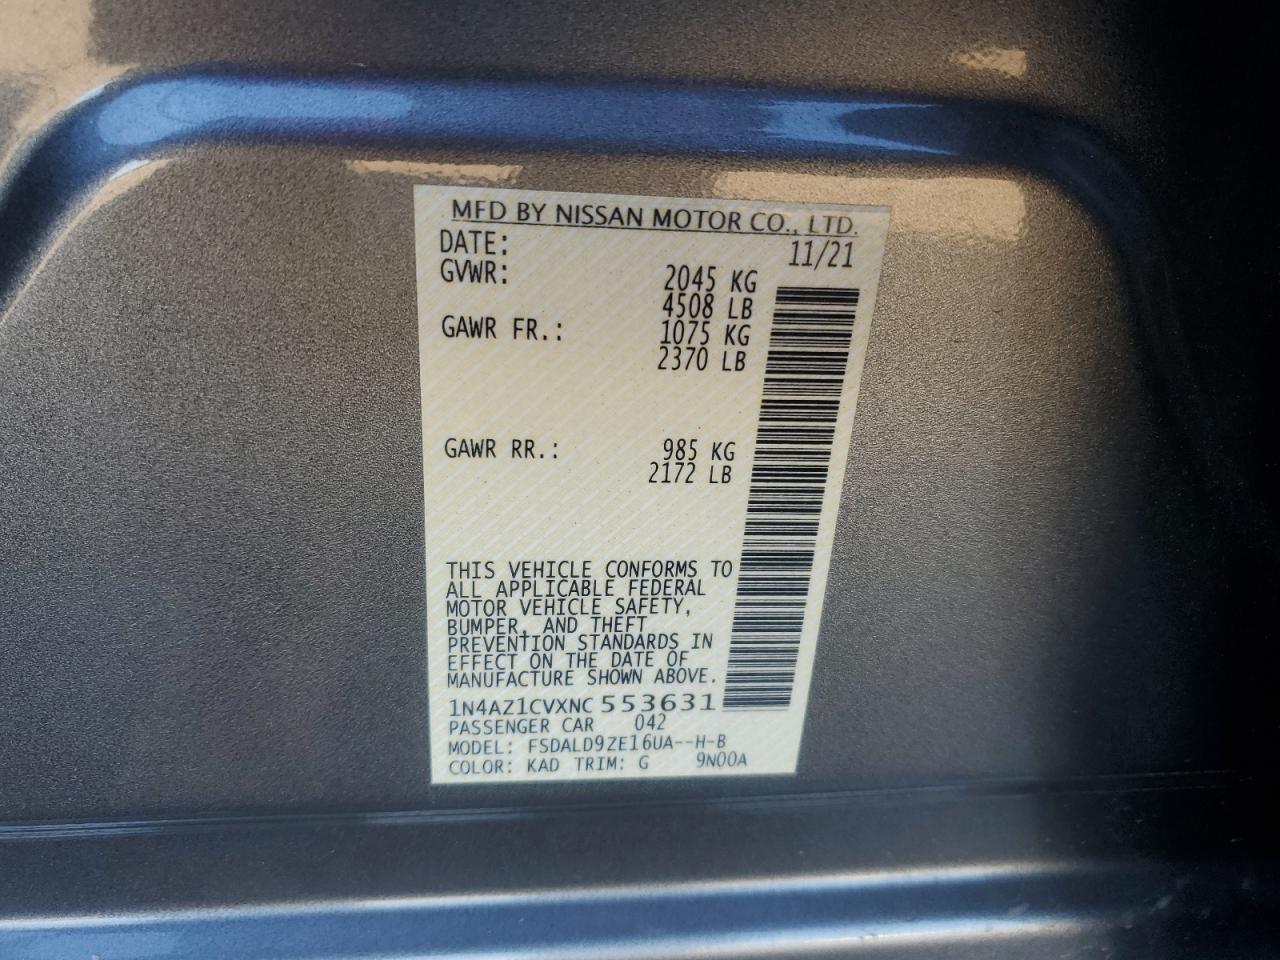 MFD BY NISSAN MOTOR CO., LTD.
DATE: 11/21
GVWR: 2045 KG
4508 LB
GAWR FR.: 1075 KG
2370 LB
GAWR RR.: 985 KG
2172 LB
THIS VEHICLE CONFORMS TO
ALL APPLICABLE FEDERAL
MOTOR VEHICLE SAFETY,
BUMPER, AND THEFT
PREVENTION STANDARDS IN
EFFECT ON THE DATE OF
MANUFACTURE SHOWN ABOVE.
1N4AZ1CVXNC553631
PASSENGER CAR 042
MODEL: FSDALD9ZE16UA--H-B
COLOR: KAD TRIM: G 9N00A